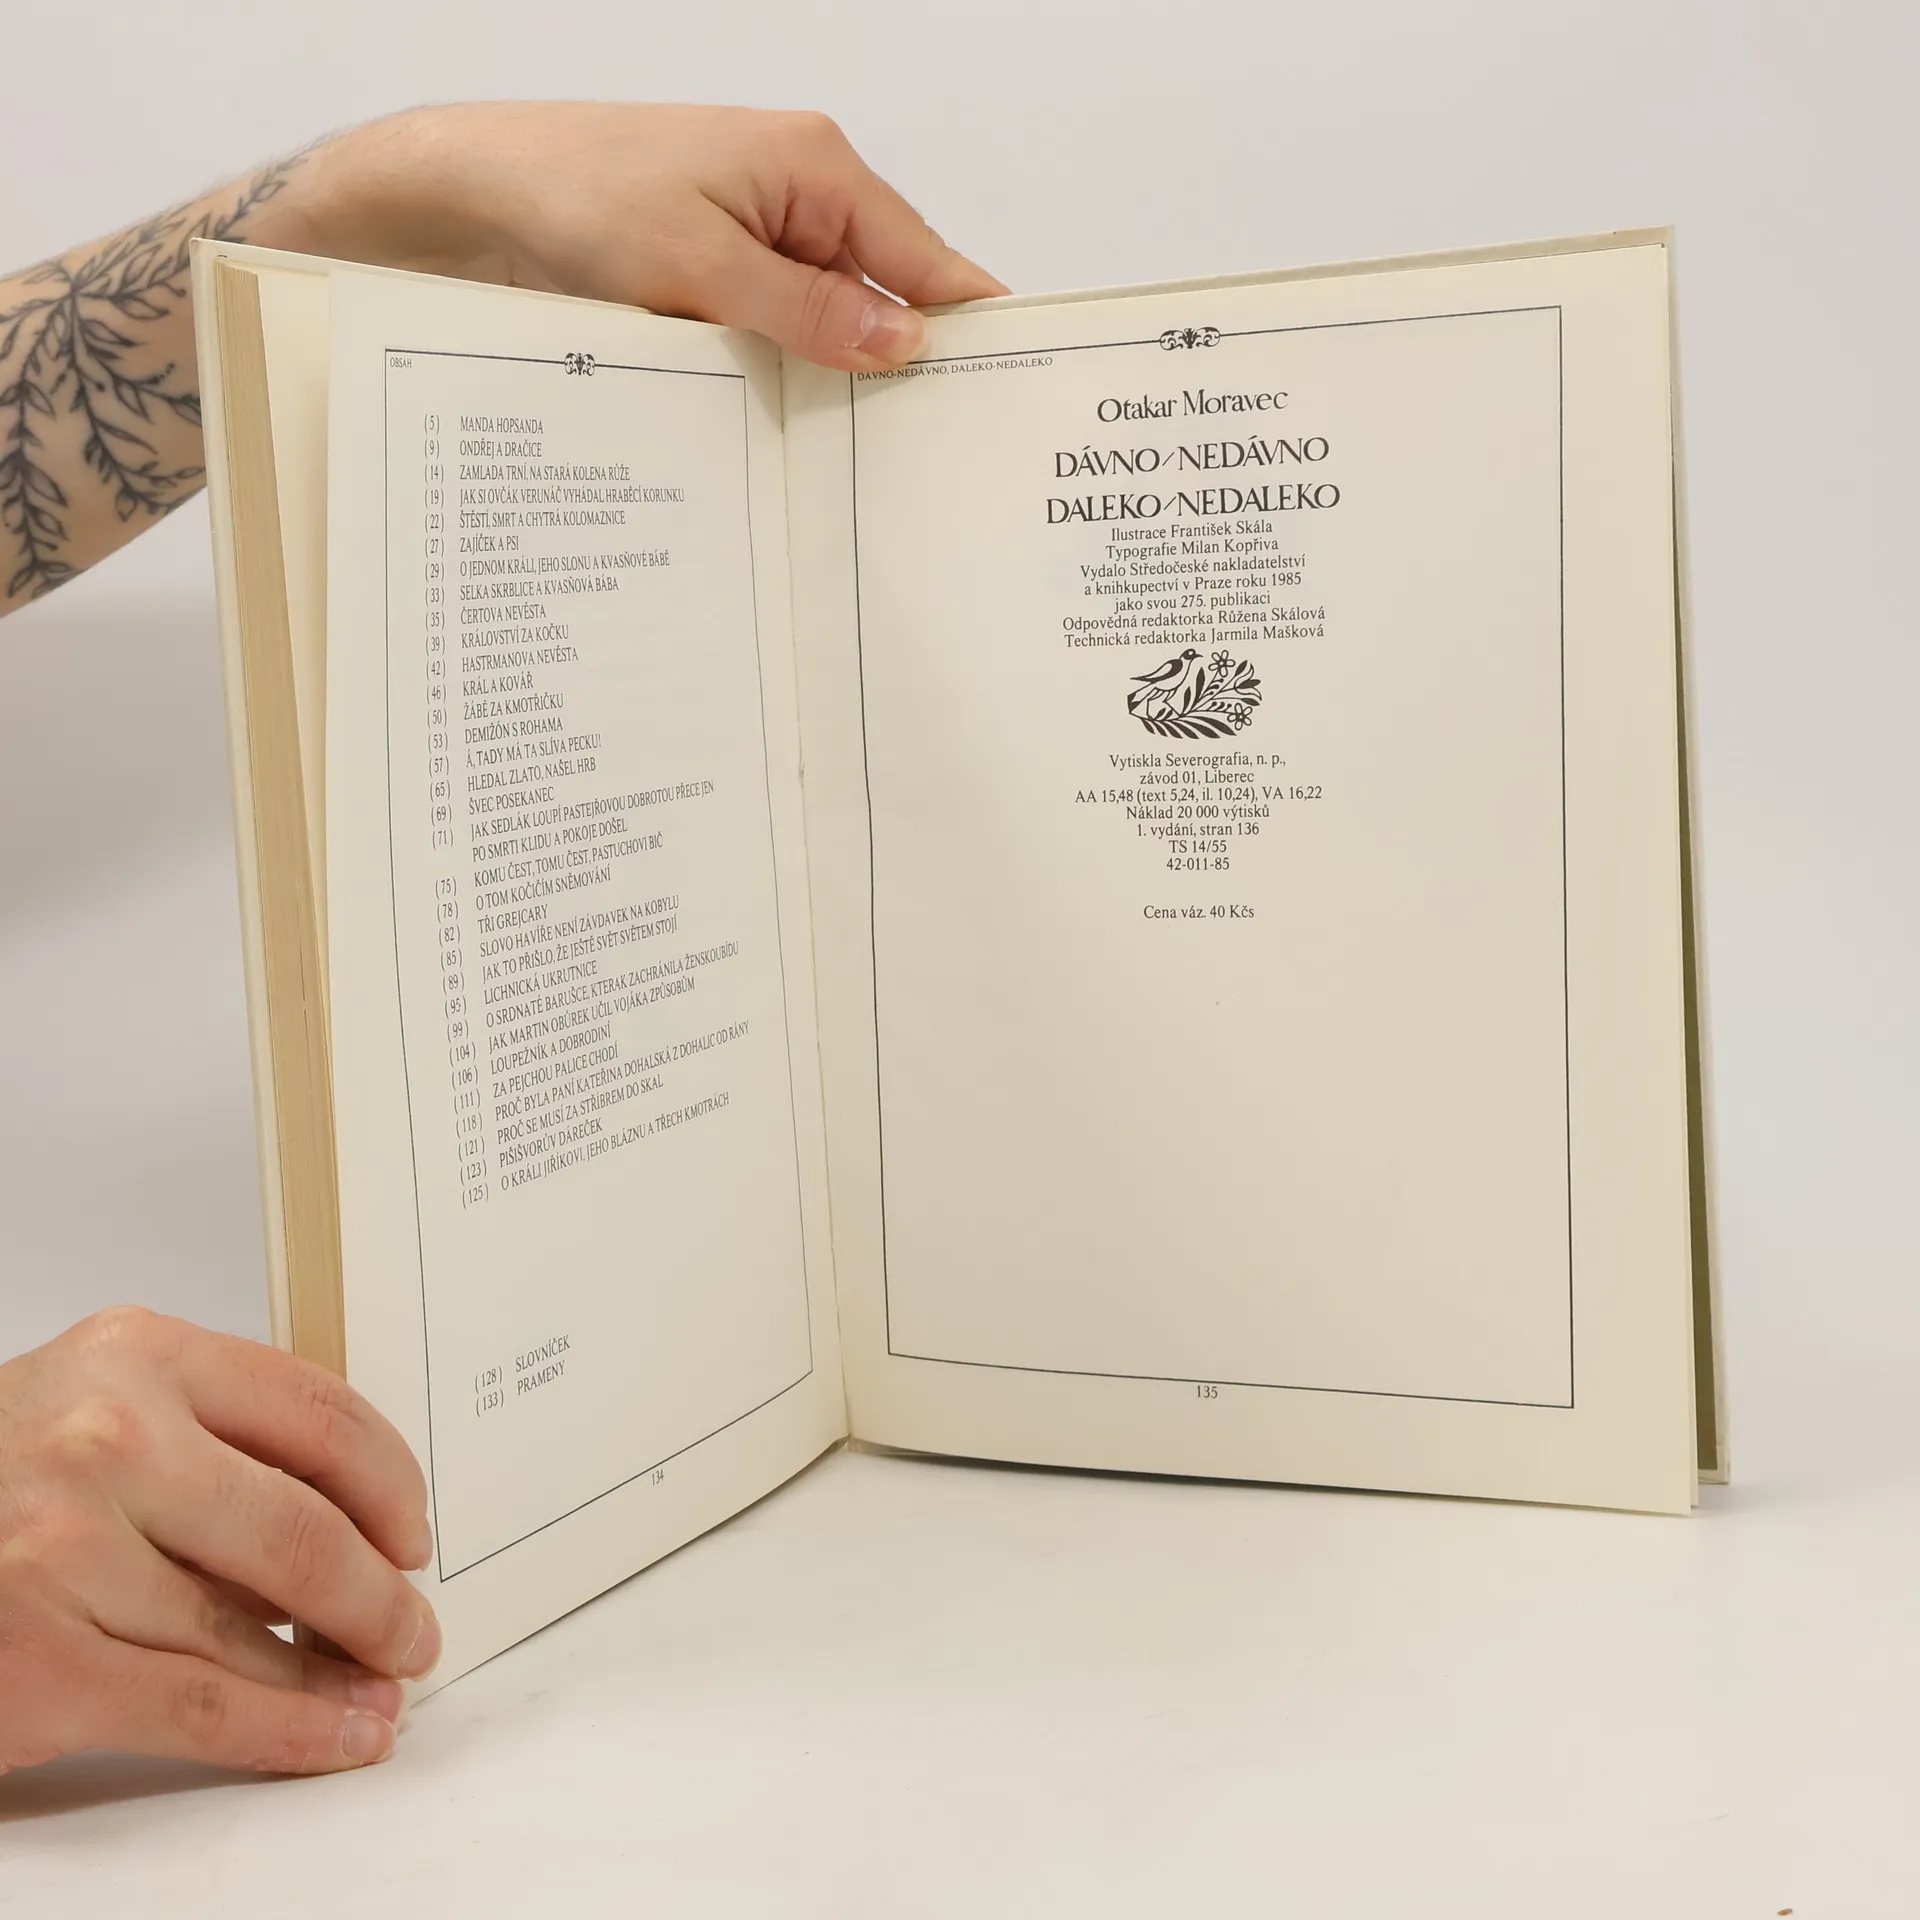 OBSAH
(5) MANDA HOPSANDA
(9) ONDŘEJ A DRAČICE
(14) ZAMLADA TRNÍ, NA STARÁ KOLENA RŮŽE
(19) JAK SI OVČÁK VERUNÁČ VYHÁDAL HRABĚCÍ KORUNKU
(22) ŠTĚSTÍ, SMRT A CHYTRÁ KOLOMAZNICE
(27) ZAJÍČEK A PSI
(29) O JEDNOM KRÁLI, JEHO SLONU A KVASŇOVÉ BÁBĚ
(33) SELKA SKRBLICE A KVASŇOVÁ BÁBA
(35) ČERTOVA NEVĚSTA
(39) KRÁLOVSTVÍ ZA KOČKU
(42) HASTRMANOVA NEVĚSTA
(46) KRÁL A KOVÁŘ
(50) ŽÁBĚ ZA KMOTŘIČKU
(53) DEMIŽÓN S ROHAMA
(57) Á, TADY MÁ TA SLÍVA PECKU!
(65) HLEDAL ZLATO, NAŠEL HRB
(69) ŠVEC POSEKANEC
(71) JAK SEDLÁK LOUPÍ PASTEJŘOVOU DOBROTOU PŘECE JEN
PO SMRTI KLIDU A POKOJE DOŠEL
(75) KOMU ČEST, TOMU ČEST, PASTUCHOVI BIČ
(78) O TOM KOČIČÍM SNĚMOVÁNÍ
(82) TŘI GREJCARY
(85) SLOVO HAVÍŘE NENÍ ZÁVDAVEK NA KOBYLU
(89) JAK TO PŘIŠLO, ŽE JEŠTĚ SVĚT SVĚTEM STOJÍ
(95) LICHNICKÁ UKRUTNICE
(99) O SRDNATÉ BARUŠCE, KTERAK ZACHRÁNILA ŽENSKOUBÍDU
(104) JAK MARTIN OBŮREK UČIL VOJÁKA ZPŮSOBŮM
(106) LOUPEŽNÍK A DOBRODINÍ
(111) ZA PEJCHOU PALICE CHODÍ
(118) PROČ BYLA PANÍ KATEŘINA DOHALSKÁ Z DOHALIC OD RÁNY
(121) PROČ SE MUSÍ ZA STŘÍBREM DO SKAL
(123) PIŠIŠVORŮV DÁREČEK
(125) O KRÁLI JIŘÍKOVI, JEHO BLÁZNU A TŘECH KMOTRÁCH
(128) SLOVNÍČEK
(133) PRAMENY
134
DÁVNO-NEDÁVNO, DALEKO-NEDALEKO
Otakar Moravec
DÁVNO/NEDÁVNO
DALEKO/NEDALEKO
Ilustrace František Skála
Typografie Milan Kopřiva
Vydalo Středočeské nakladatelství
a knihkupectví v Praze roku 1985
jako svou 275. publikaci
Odpovědná redaktorka Růžena Skálová
Technická redaktorka Jarmila Mašková
Vytiskla Severografia, n. p.,
závod 01, Liberec
AA 15,48 (text 5,24, il. 10,24), VA 16,22
Náklad 20 000 výtisků
1. vydání, stran 136
TS 14/55
42-011-85
Cena váz. 40 Kčs
135